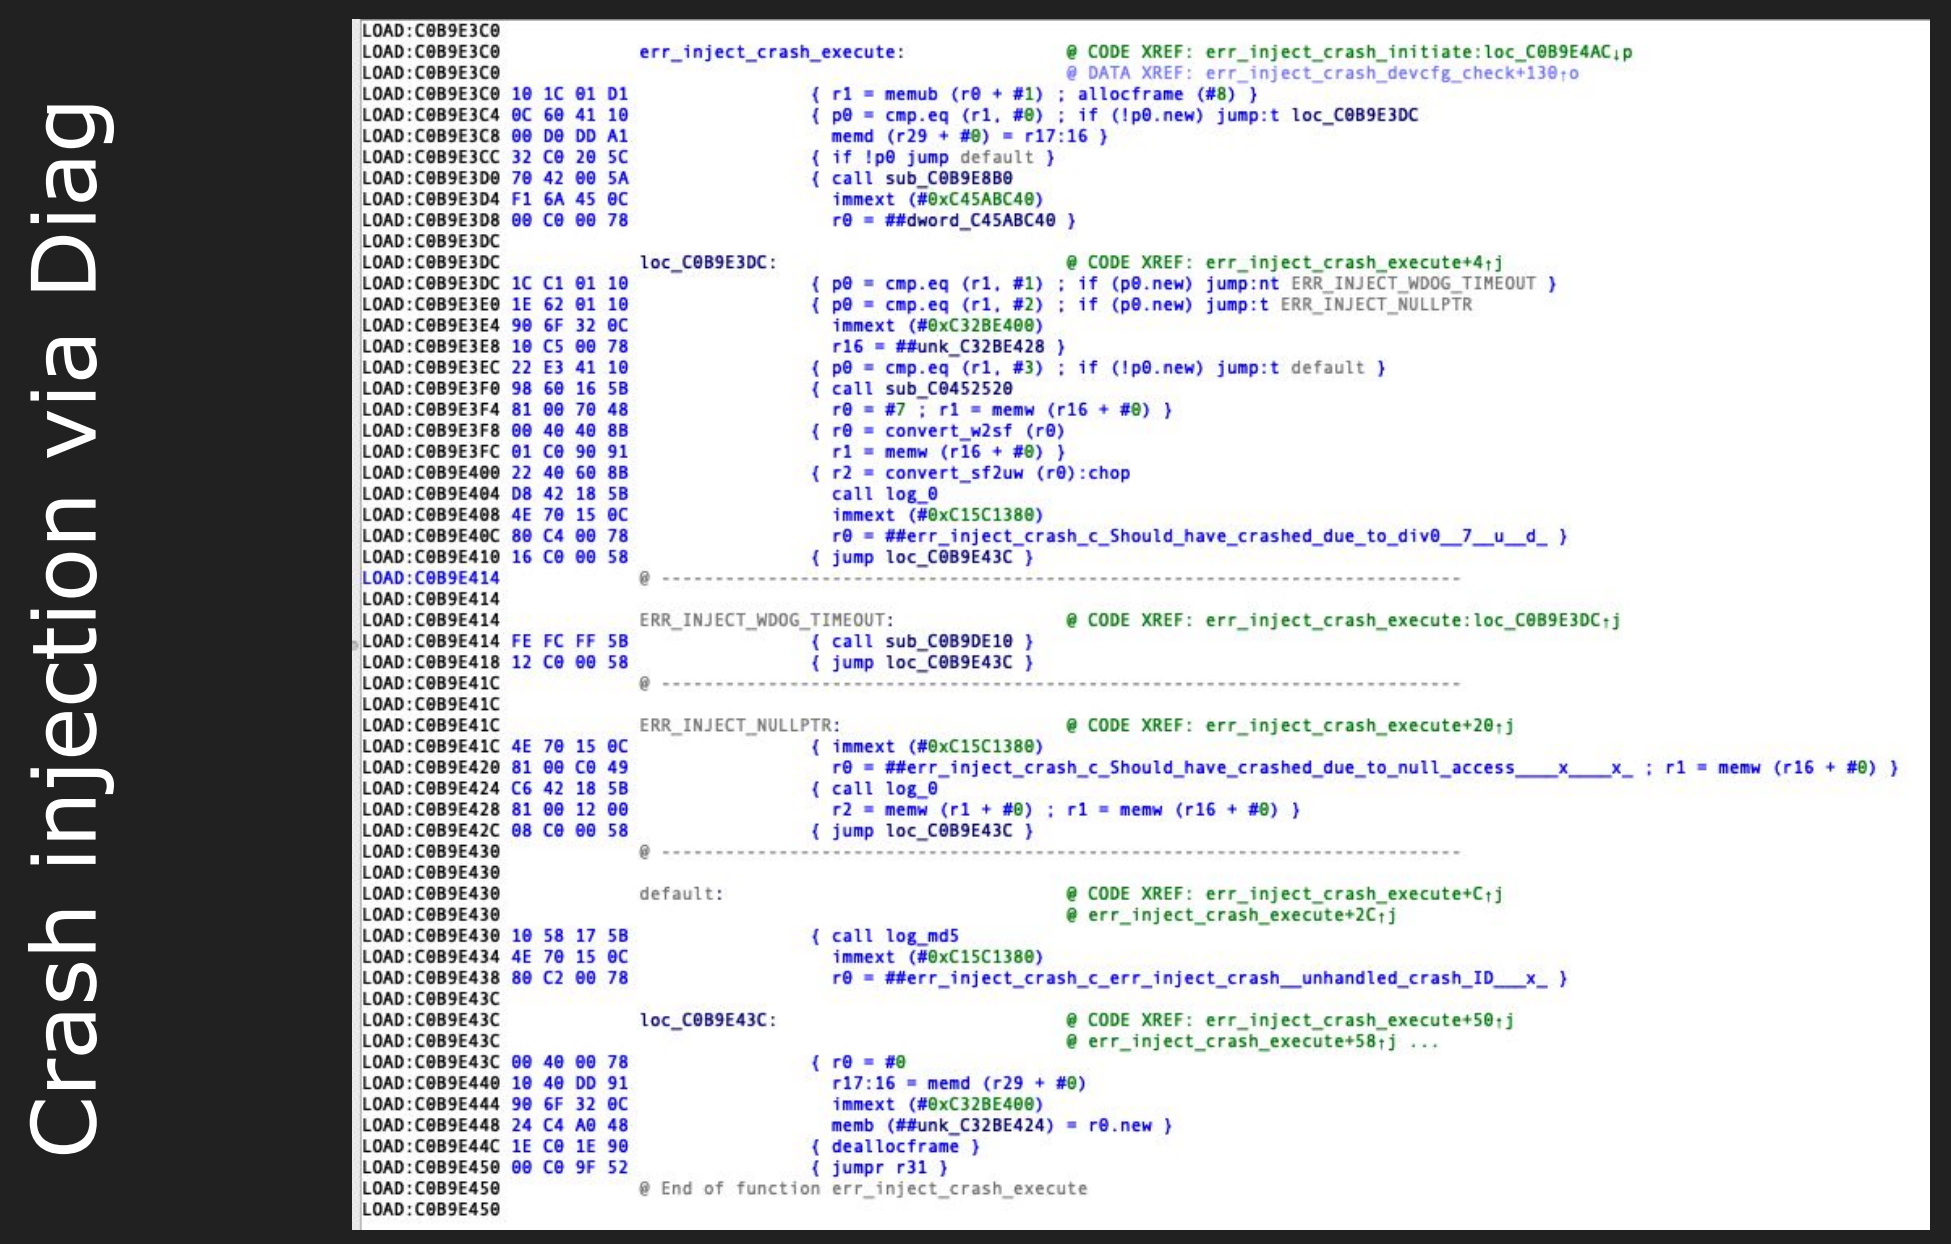 Crash injection via Diag
LOAD:C0B9E3C0
LOAD:C0B9E3C0 err_inject_crash_execute: @ CODE XREF: err_inject_crash_initiate:loc_C0B9E4AC↓p
LOAD:C0B9E3C0 @ DATA XREF: err_inject_crash_devcfg_check+130↑o
LOAD:C0B9E3C0 10 1C 01 D1 { r1 = memub (r0 + #1) ; allocframe (#8) }
LOAD:C0B9E3C4 0C 60 41 10 { p0 = cmp.eq (r1, #0) ; if (!p0.new) jump:t loc_C0B9E3DC
LOAD:C0B9E3C8 00 D0 DD A1 memd (r29 + #0) = r17:16 }
LOAD:C0B9E3CC 32 C0 20 5C { if !p0 jump default }
LOAD:C0B9E3D0 70 42 00 5A { call sub_C0B9E8B0
LOAD:C0B9E3D4 F1 6A 45 0C immext (#0xC45ABC40)
LOAD:C0B9E3D8 00 C0 00 78 r0 = ##dword_C45ABC40 }
LOAD:C0B9E3DC
LOAD:C0B9E3DC loc_C0B9E3DC: @ CODE XREF: err_inject_crash_execute+4↑j
LOAD:C0B9E3DC 1C C1 01 10 { p0 = cmp.eq (r1, #1) ; if (p0.new) jump:nt ERR_INJECT_WDOG_TIMEOUT }
LOAD:C0B9E3E0 1E 62 01 10 { p0 = cmp.eq (r1, #2) ; if (p0.new) jump:t ERR_INJECT_NULLPTR
LOAD:C0B9E3E4 90 6F 32 0C immext (#0xC32BE400)
LOAD:C0B9E3E8 10 C5 00 78 r16 = ##unk_C32BE428 }
LOAD:C0B9E3EC 22 E3 41 10 { p0 = cmp.eq (r1, #3) ; if (!p0.new) jump:t default }
LOAD:C0B9E3F0 98 60 16 5B { call sub_C0452520
LOAD:C0B9E3F4 81 00 70 48 r0 = #7 ; r1 = memw (r16 + #0) }
LOAD:C0B9E3F8 00 40 40 8B { r0 = convert_w2sf (r0)
LOAD:C0B9E3FC 01 C0 90 91 r1 = memw (r16 + #0) }
LOAD:C0B9E400 22 40 60 8B { r2 = convert_sf2uw (r0):chop
LOAD:C0B9E404 D8 42 18 5B call log_0
LOAD:C0B9E408 4E 70 15 0C immext (#0xC15C1380)
LOAD:C0B9E40C 80 C4 00 78 r0 = ##err_inject_crash_c_Should_have_crashed_due_to_div0__7__u__d_ }
LOAD:C0B9E410 16 C0 00 58 { jump loc_C0B9E43C }
LOAD:C0B9E414 @ ---------------------------------------------------------------------------
LOAD:C0B9E414
LOAD:C0B9E414 ERR_INJECT_WDOG_TIMEOUT: @ CODE XREF: err_inject_crash_execute:loc_C0B9E3DC↑j
LOAD:C0B9E414 FE FC FF 5B { call sub_C0B9DE10 }
LOAD:C0B9E418 12 C0 00 58 { jump loc_C0B9E43C }
LOAD:C0B9E41C @ ---------------------------------------------------------------------------
LOAD:C0B9E41C
LOAD:C0B9E41C ERR_INJECT_NULLPTR: @ CODE XREF: err_inject_crash_execute+20↑j
LOAD:C0B9E41C 4E 70 15 0C { immext (#0xC15C1380)
LOAD:C0B9E420 81 00 C0 49 r0 = ##err_inject_crash_c_Should_have_crashed_due_to_null_access____x____x_ ; r1 = memw (r16 + #0) }
LOAD:C0B9E424 C6 42 18 5B { call log_0
LOAD:C0B9E428 81 00 12 00 r2 = memw (r1 + #0) ; r1 = memw (r16 + #0) }
LOAD:C0B9E42C 08 C0 00 58 { jump loc_C0B9E43C }
LOAD:C0B9E430 @ ---------------------------------------------------------------------------
LOAD:C0B9E430
LOAD:C0B9E430 default: @ CODE XREF: err_inject_crash_execute+C↑j
LOAD:C0B9E430 @ err_inject_crash_execute+2C↑j
LOAD:C0B9E430 10 58 17 5B { call log_md5
LOAD:C0B9E434 4E 70 15 0C immext (#0xC15C1380)
LOAD:C0B9E438 80 C2 00 78 r0 = ##err_inject_crash_c_err_inject_crash__unhandled_crash_ID___x_ }
LOAD:C0B9E43C
LOAD:C0B9E43C loc_C0B9E43C: @ CODE XREF: err_inject_crash_execute+50↑j
LOAD:C0B9E43C @ err_inject_crash_execute+58↑j ...
LOAD:C0B9E43C 00 40 00 78 { r0 = #0
LOAD:C0B9E440 10 40 DD 91 r17:16 = memd (r29 + #0)
LOAD:C0B9E444 90 6F 32 0C immext (#0xC32BE400)
LOAD:C0B9E448 24 C4 A0 48 memb (##unk_C32BE424) = r0.new }
LOAD:C0B9E44C 1E C0 1E 90 { deallocframe }
LOAD:C0B9E450 00 C0 9F 52 { jumpr r31 }
LOAD:C0B9E450 @ End of function err_inject_crash_execute
LOAD:C0B9E450